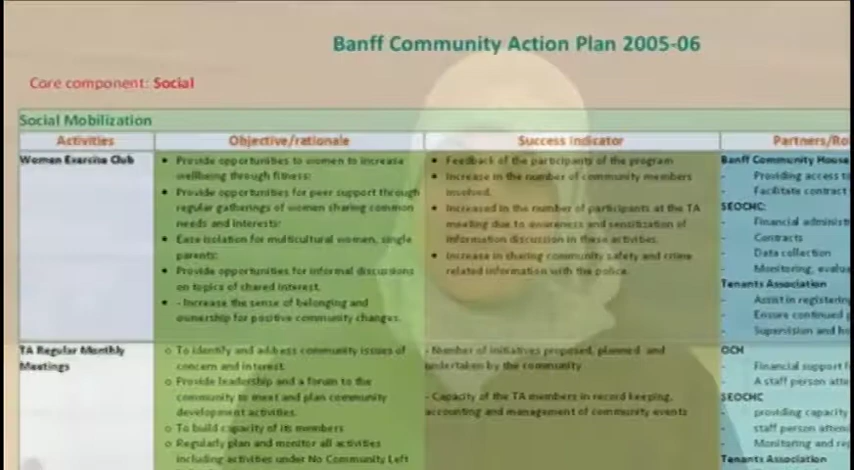 Banff Community Action Plan 2005-06
Core component: Social
Social Mobilization
Activities
Objective/rationale
Success Indicator
Partners/Ro
Women Exercise Club
• Provide opportunities to women to increase
wellbeing through fitness;
• Provide opportunities for peer support through
regular gatherings of women sharing common
needs and interests;
• Ease isolation for multicultural women, single
parents;
• Provide opportunities for informal discussions
on topics of shared interest.
• - Increase the sense of belonging and
ownership for positive community changes.
• Feedback of the participants of the program
• Increase in the number of community members
involved.
• Increased in the number of participants at the TA
meeting due to awareness and sensitization of
information discussion in these activities.
• Increase in sharing community safety and crime
related information with the police.
Banff Community House
- Providing access to
- Facilitate contract
SEOCHC:
- Financial administ
- Contracts
- Data collection
- Monitoring, evalua
Tenants Association
- Assist in registering
- Ensure continued p
- Supervision and ho
TA Regular Monthly
Meetings
o To identify and address community issues of
concern and interest.
o Provide leadership and a forum to the
community to meet and plan community
development activities.
o To build capacity of its members
o Regularly plan and monitor all activities
including activities under No Community Left
- Number of initiatives proposed, planned and
undertaken by the community
- Capacity of the TA members in record keeping,
accounting and management of community events
OCH
- Financial support f
- A staff person atte
SEOCHC
- providing capacity
- staff person attend
- Monitoring and rep
Tenants Association